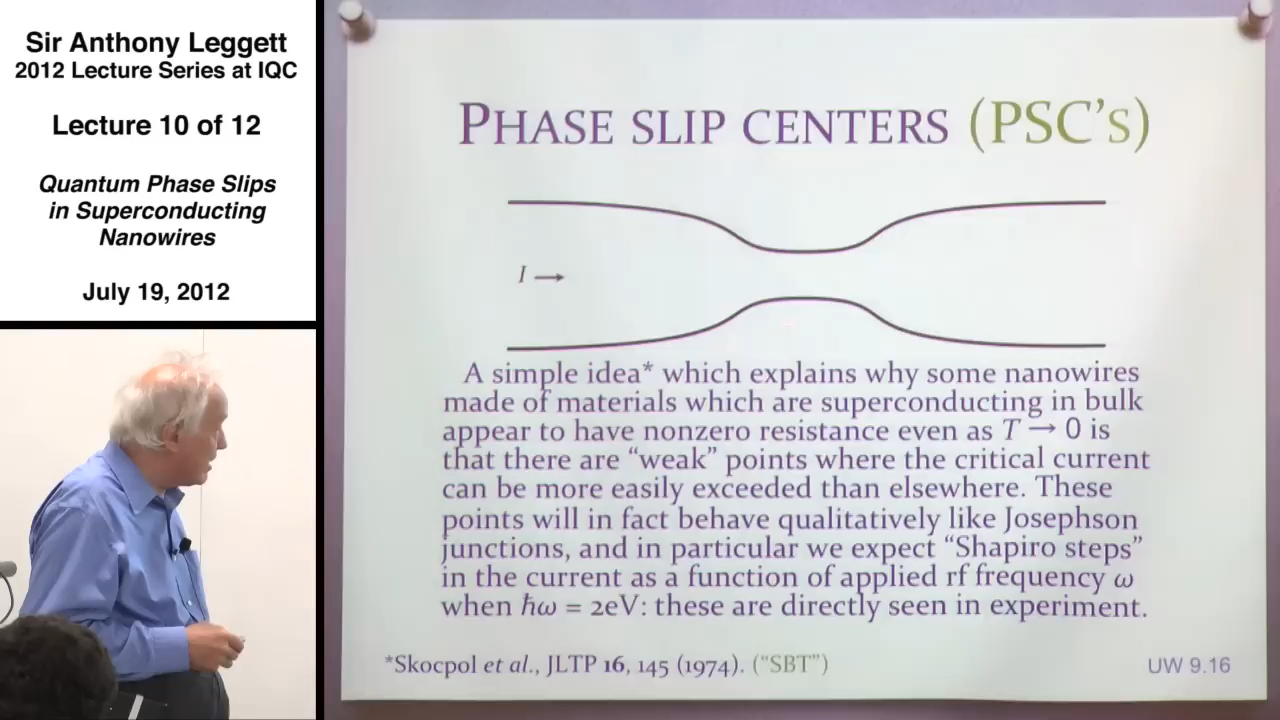 Sir Anthony Leggett
2012 Lecture Series at IQC
Lecture 10 of 12
Quantum Phase Slips
in Superconducting
Nanowires
July 19, 2012
PHASE SLIP CENTERS (PSC's)
I →
A simple idea* which explains why some nanowires
made of materials which are superconducting in bulk
appear to have nonzero resistance even as T → 0 is
that there are “weak” points where the critical current
can be more easily exceeded than elsewhere. These
points will in fact behave qualitatively like Josephson
junctions, and in particular we expect “Shapiro steps”
in the current as a function of applied rf frequency ω
when ℏω = 2eV: these are directly seen in experiment.
*Skocpol et al., JLTP 16, 145 (1974). (“SBT”)
UW 9.16